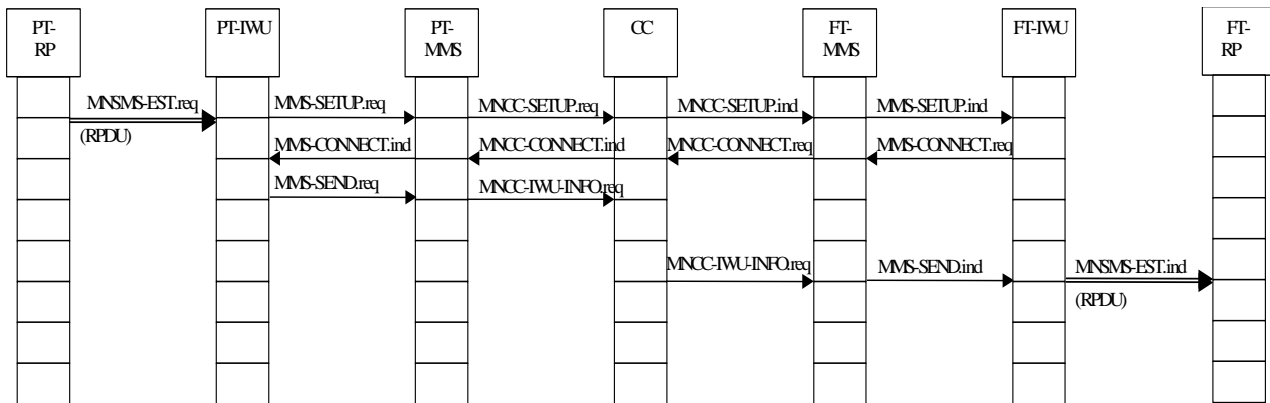 PT-
RP
PT-IWU
PT-
MMS
CC
FT-
MMS
FT-IWU
FT-
RP
MNSMS-EST.req
MMS-SETUP.req
MNCC-SETUP.req
MNCC-SETUP.ind
MMS-SETUP.ind
(RPDU)
MMS-CONNECT.ind
MNCC-CONNECT.ind
MNCC-CONNECT.req
MMS-CONNECT.req
MMS-SEND.req
MNCC-IWU-INFO.req
MNCC-IWU-INFO.req
MMS-SEND.ind
MNSMS-EST.ind
(RPDU)